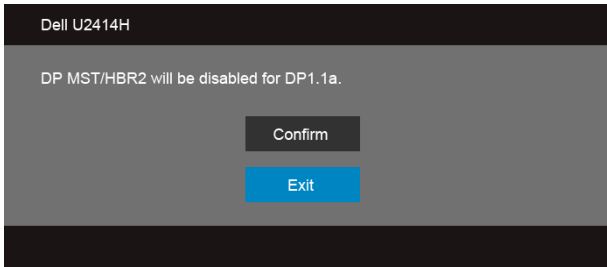 Dell U2414H
DP MST/HBR2 will be disabled for DP1.1a.
Confirm
Exit